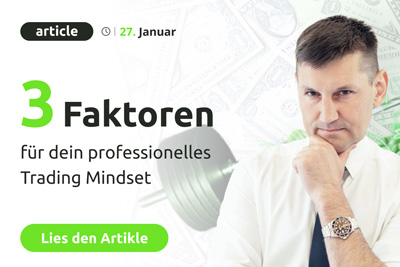 article
27. Januar
3 Faktoren
für dein professionelles
Trading Mindset
Lies den Artikle